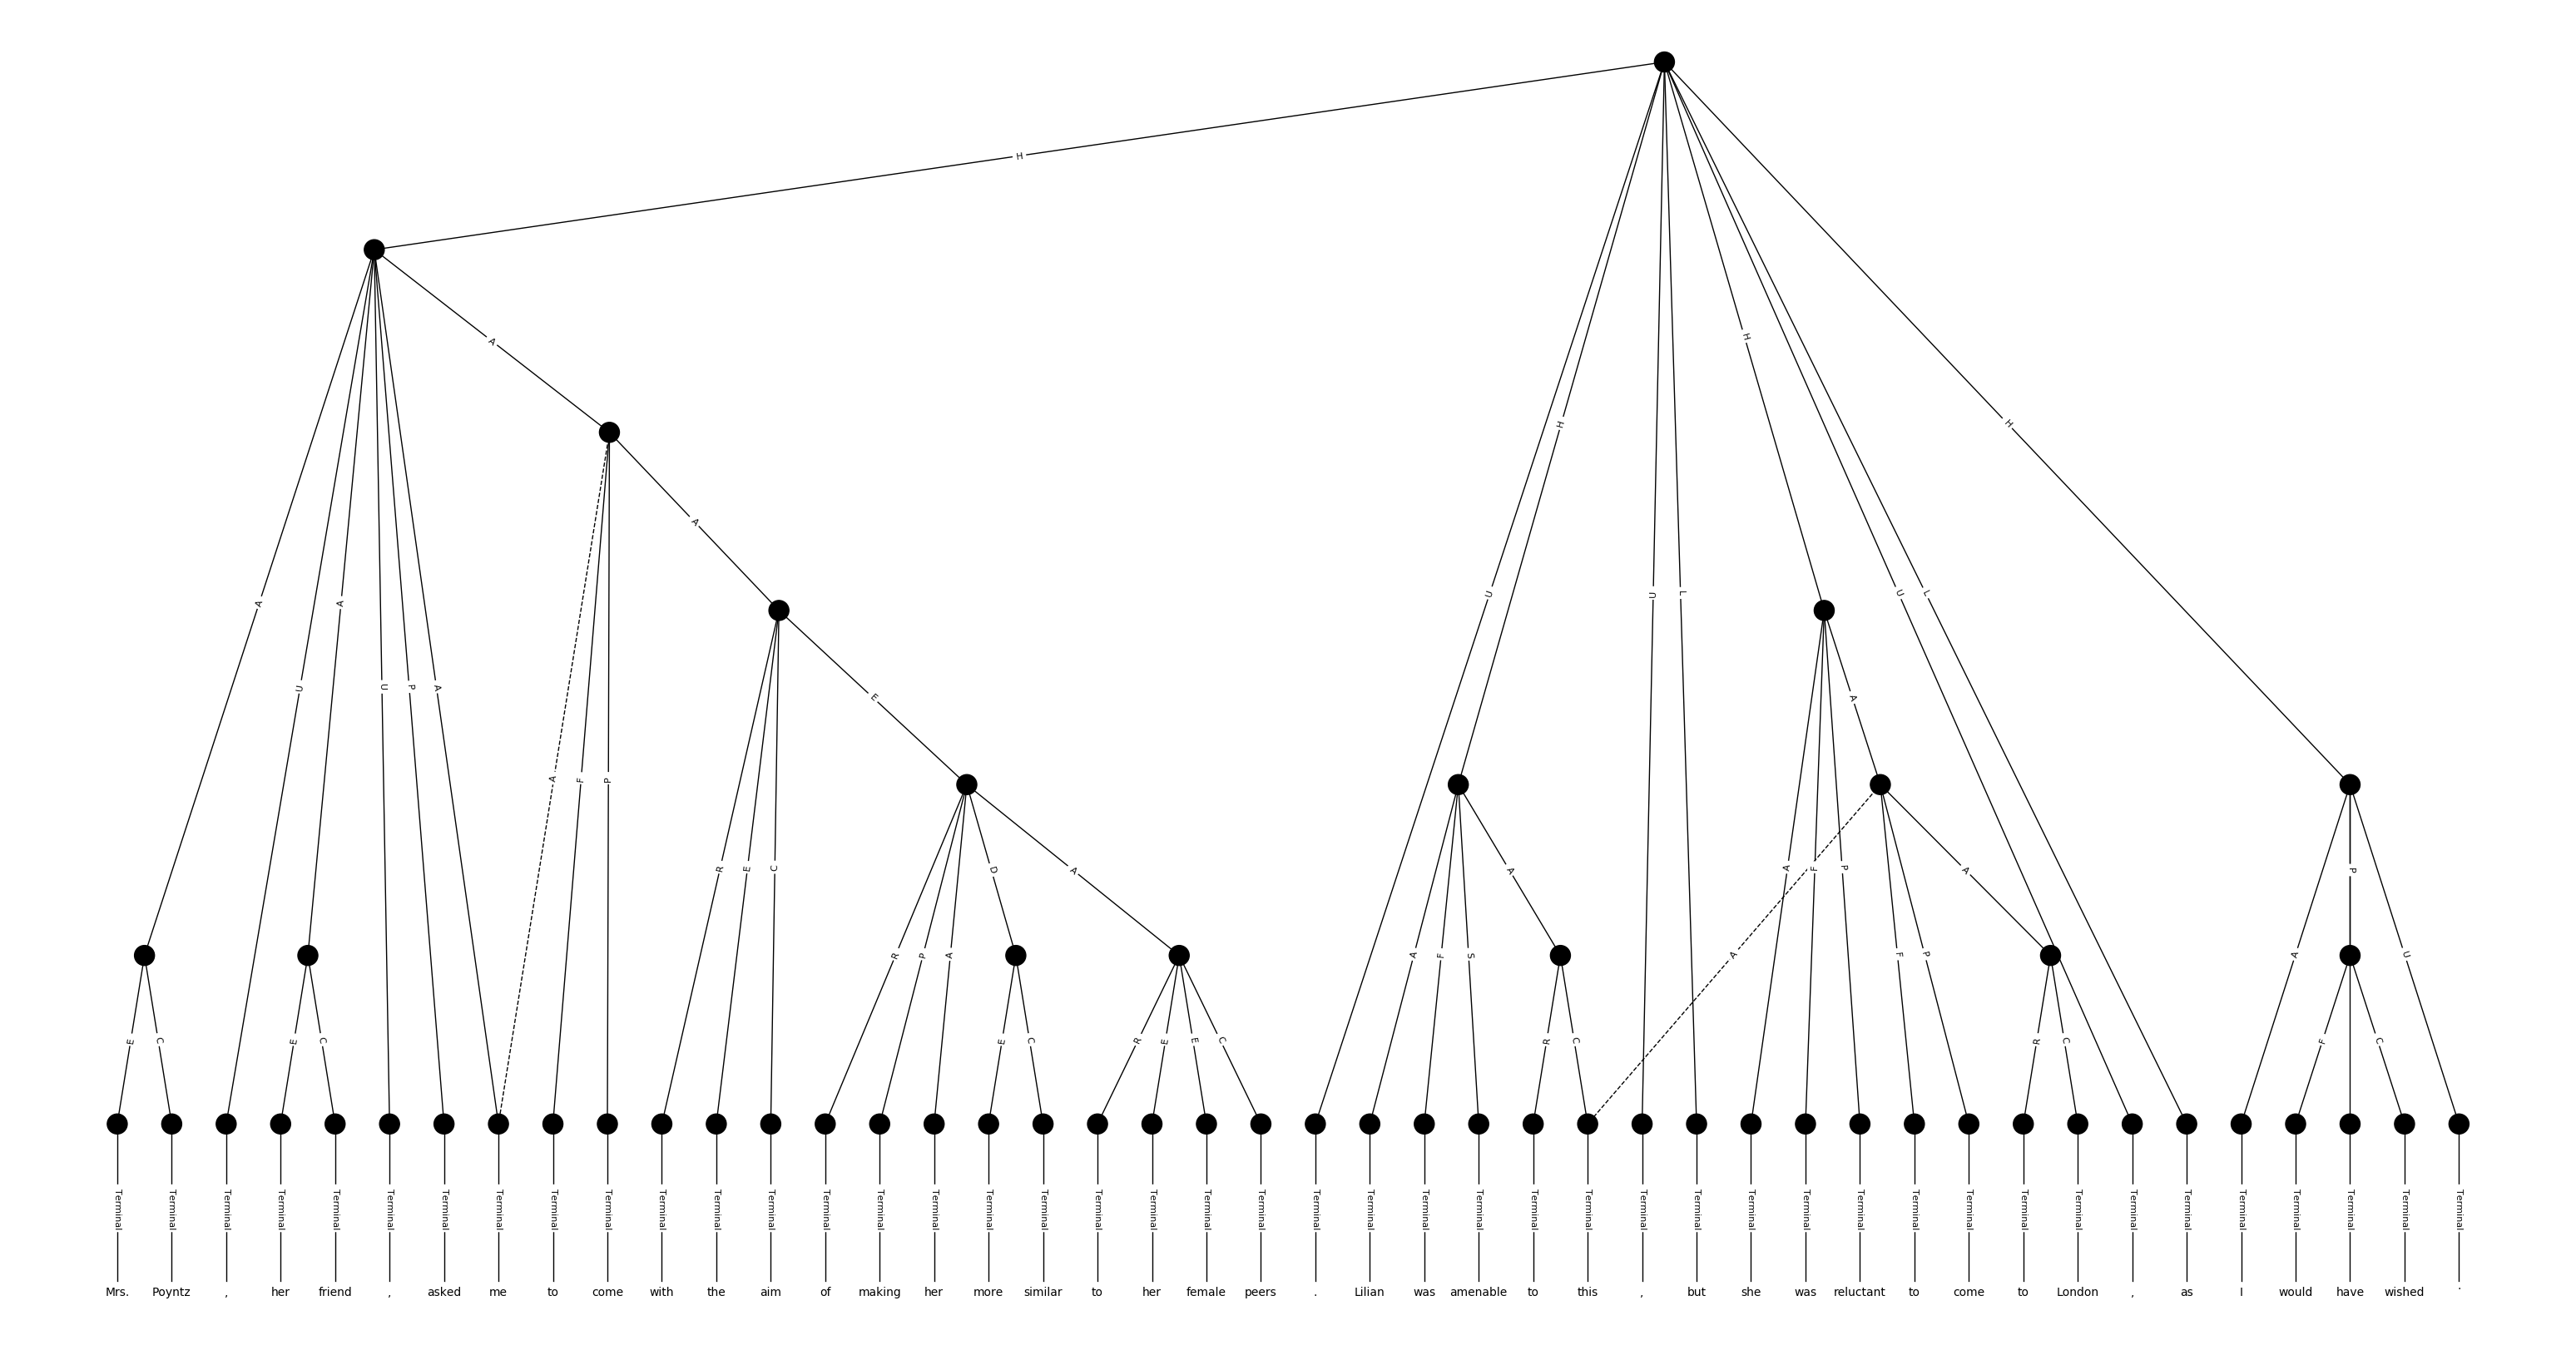 H
A
H
H
A
H
A
U
L
U
L
A
A
U
U
P
A
E
A
A
F
P
R
E
C
D
A
A
A
F
P
A
P
R
P
A
A
F
S
A
F
P
A
U
E
C
E
C
E
C
R
E
E
C
R
C
R
C
F
C
Terminal Terminal Terminal Terminal Terminal Terminal Terminal Terminal Terminal Terminal Terminal Terminal Terminal Terminal Terminal Terminal Terminal Terminal Terminal Terminal Terminal Terminal Terminal Terminal Terminal Terminal Terminal Terminal Terminal Terminal Terminal Terminal Terminal Terminal Terminal Terminal Terminal Terminal Terminal Terminal Terminal Terminal Terminal Terminal
Mrs. Poyntz , her friend , asked me to come with the aim of making her more similar to her female peers . Lilian was amenable to this , but she was reluctant to come to London , as I would have wished .